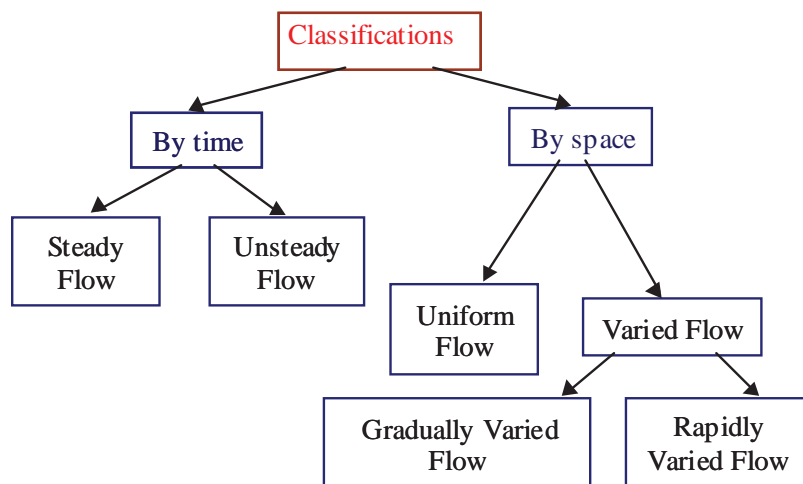 Classifications
By time
By space
Steady
Flow
Unsteady
Flow
Uniform
Flow
Varied Flow
Gradually Varied
Flow
Rapidly
Varied Flow